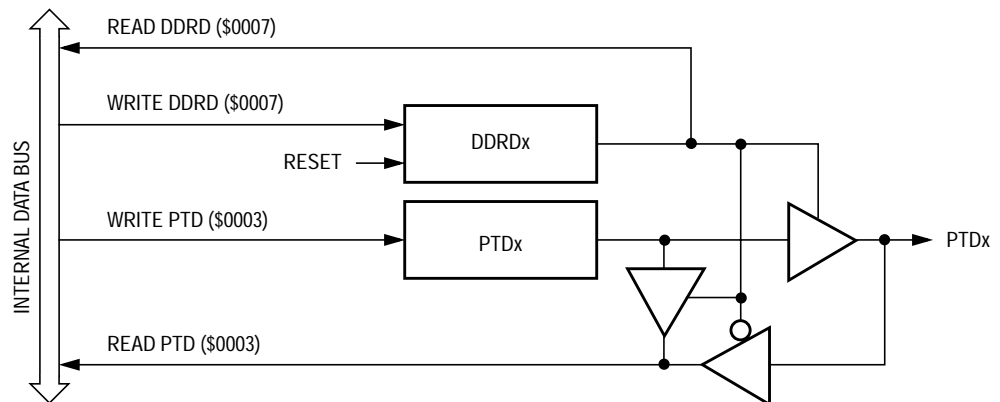 READ DDRD ($0007)
WRITE DDRD ($0007)
DDRDx
RESET
INTERNAL DATA BUS
WRITE PTD ($0003)
PTDx
PTDx
READ PTD ($0003)